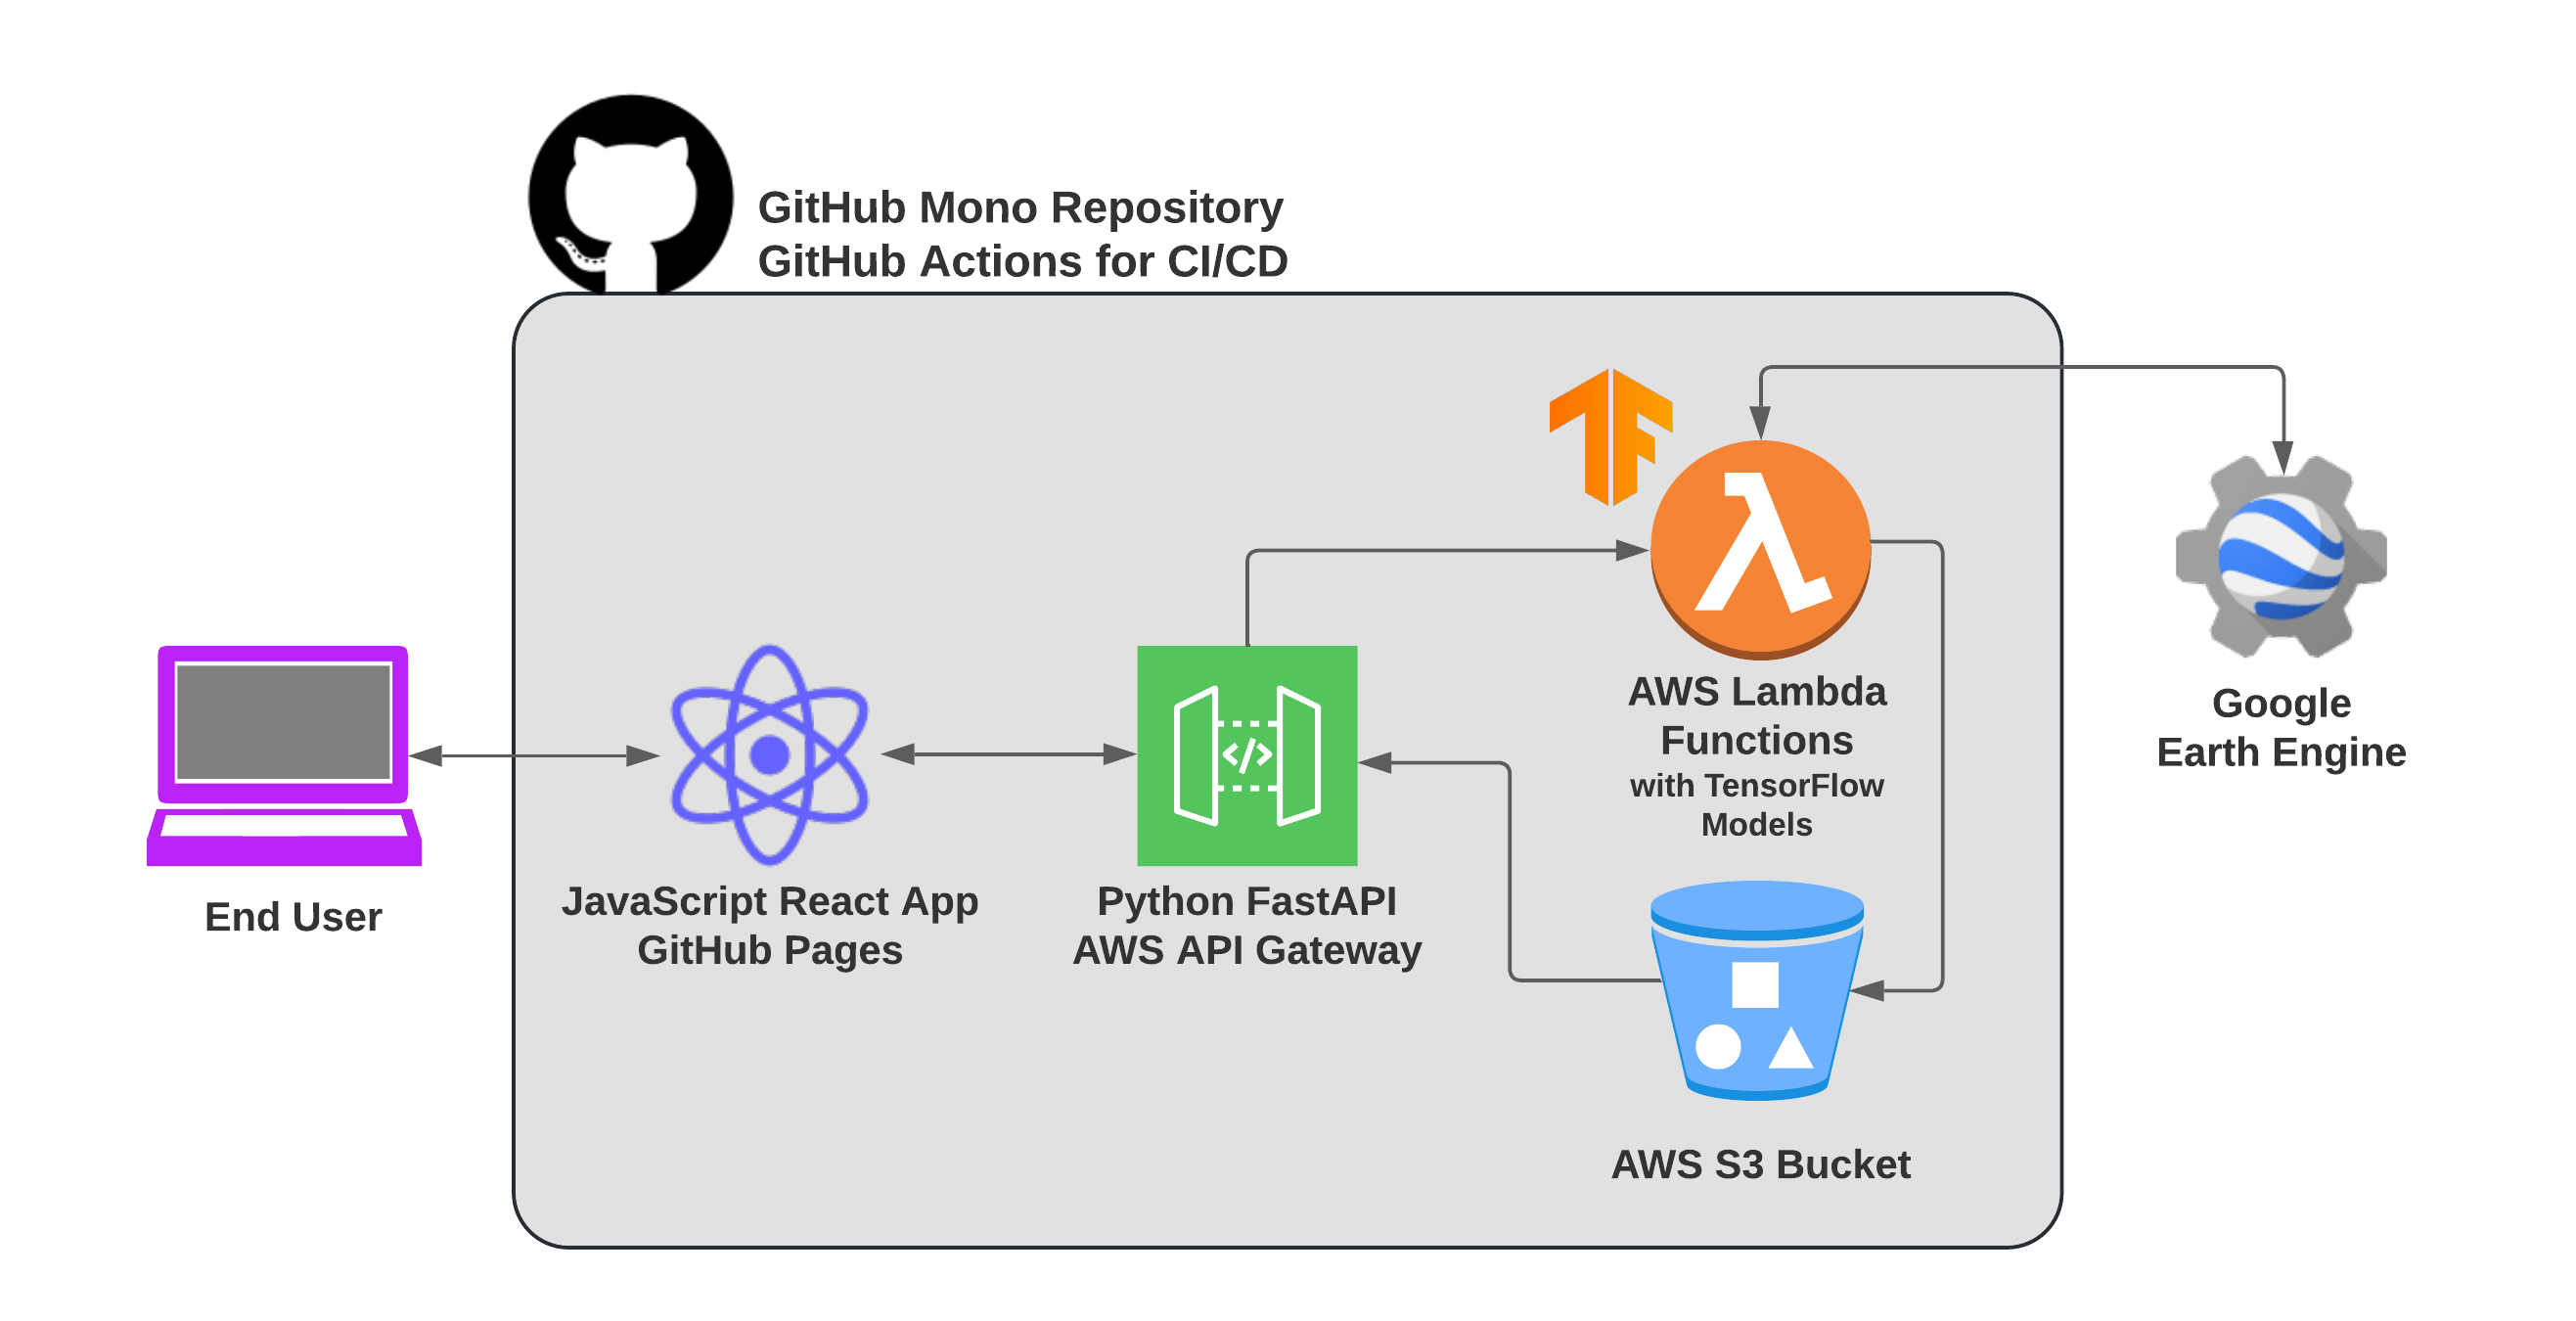 GitHub Mono Repository
GitHub Actions for CI/CD
End User
JavaScript React App
GitHub Pages
Python FastAPI
AWS API Gateway
AWS Lambda
Functions
with TensorFlow
Models
AWS S3 Bucket
Google
Earth Engine